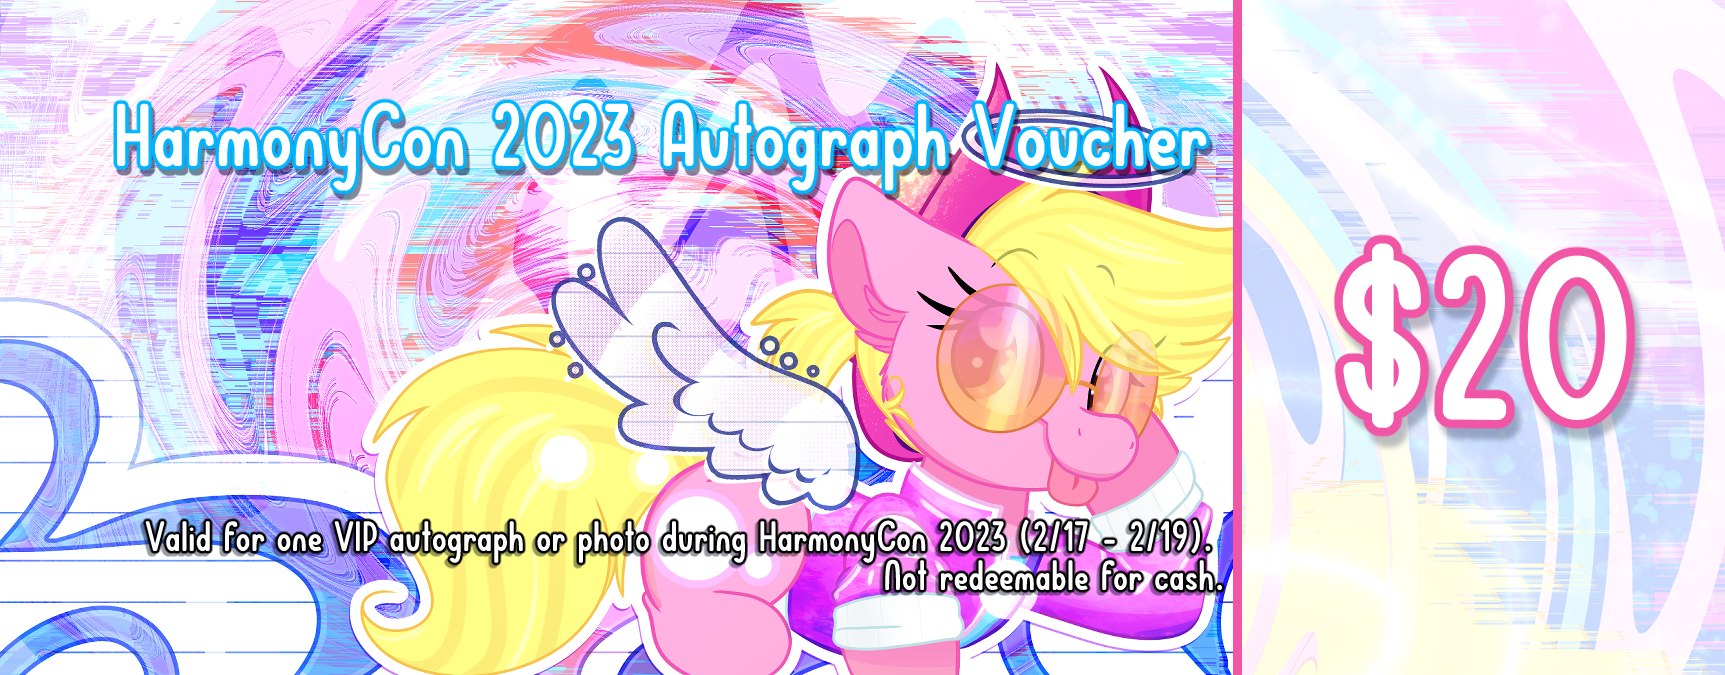 HarmonyCon 2023 Autograph Voucher
$20
Valid for one VIP autograph or photo during HarmonyCon 2023 (2/17 - 2/19).
Not redeemable for cash.